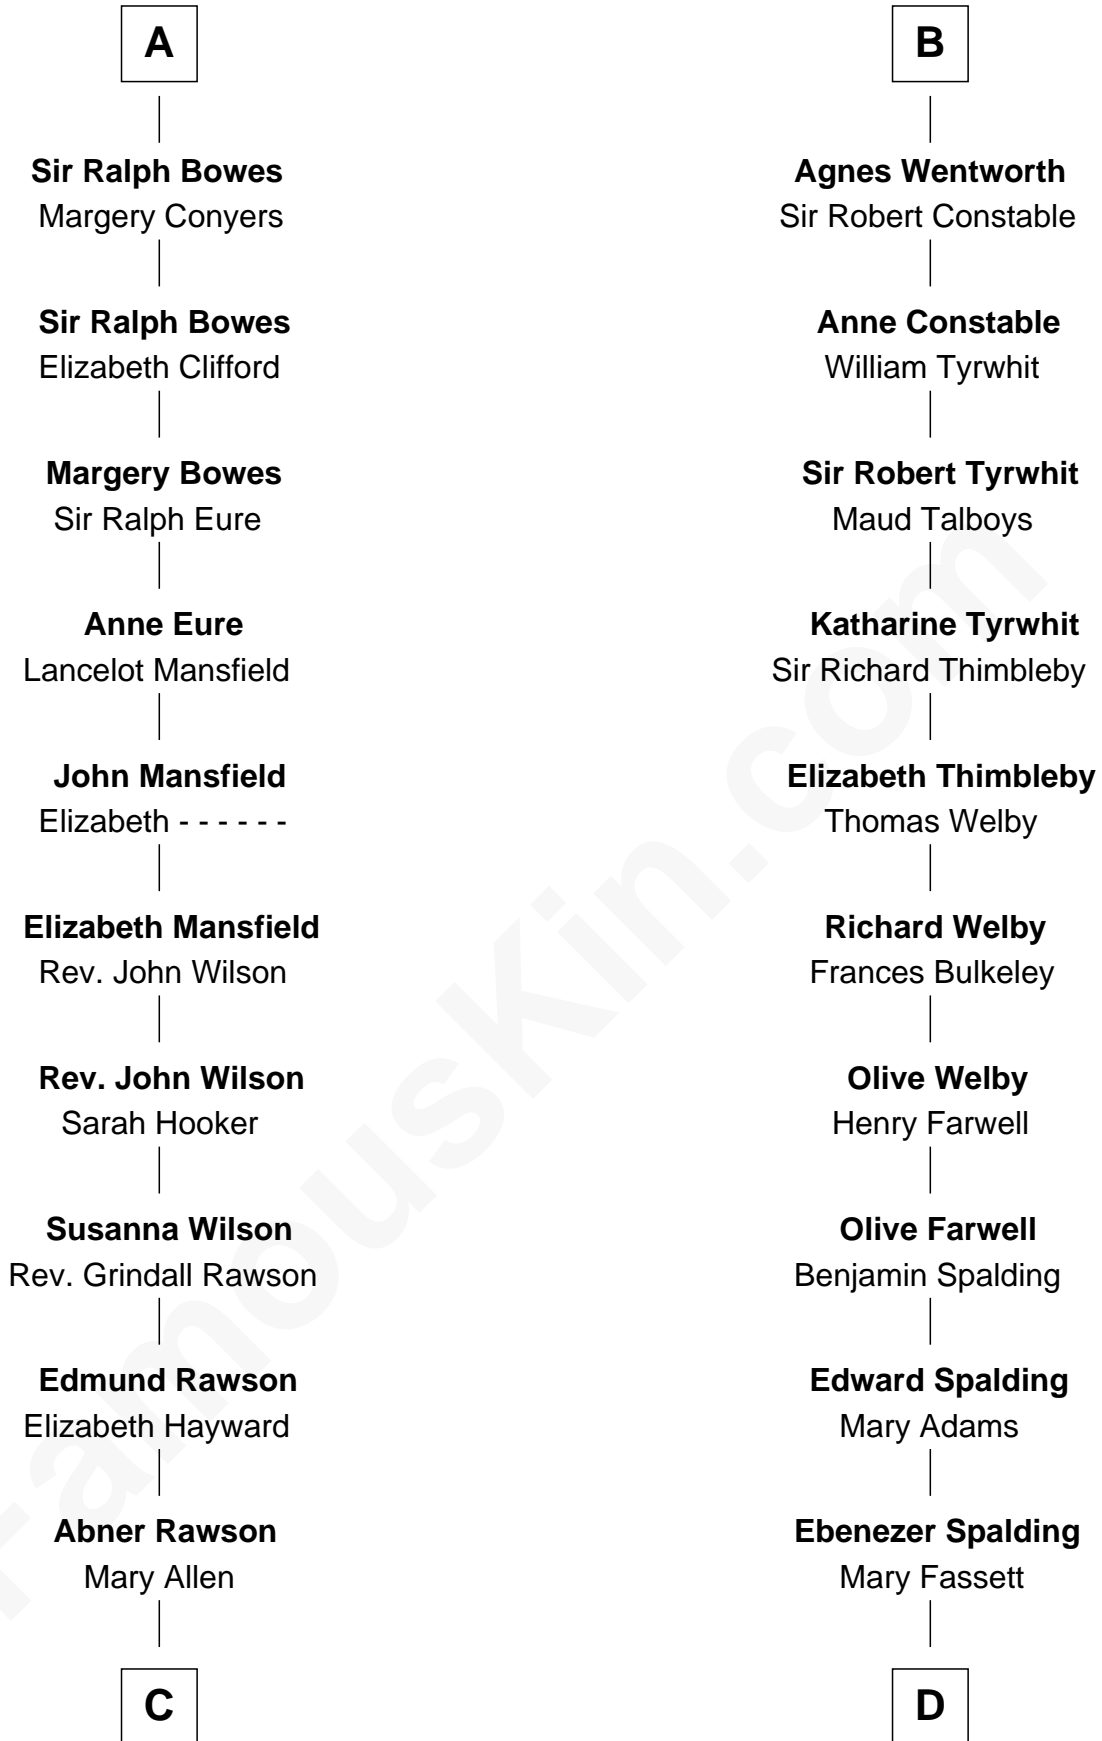 A
Sir Ralph Bowes
Margery Conyers
Sir Ralph Bowes
Elizabeth Clifford
Margery Bowes
Sir Ralph Eure
Anne Eure
Lancelot Mansfield
John Mansfield
Elizabeth - - - - - -
Elizabeth Mansfield
Rev. John Wilson
Rev. John Wilson
Sarah Hooker
Susanna Wilson
Rev. Grindall Rawson
Edmund Rawson
Elizabeth Hayward
Abner Rawson
Mary Allen
C
B
Agnes Wentworth
Sir Robert Constable
Anne Constable
William Tyrwhit
Sir Robert Tyrwhit
Maud Talboys
Katharine Tyrwhit
Sir Richard Thimbleby
Elizabeth Thimbleby
Thomas Welby
Richard Welby
Frances Bulkeley
Olive Welby
Henry Farwell
Olive Farwell
Benjamin Spalding
Edward Spalding
Mary Adams
Ebenezer Spalding
Mary Fassett
D
FamousKin.com